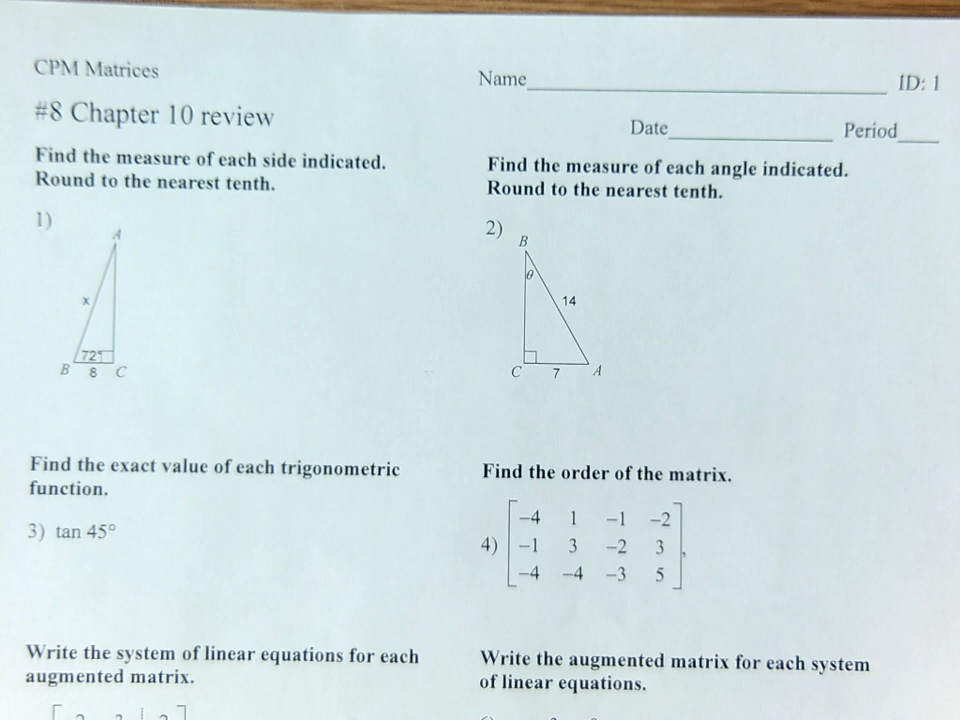 CPM Matrices
Name ID: 1
#8 Chapter 10 review
Date Period
Find the measure of each side indicated.
Round to the nearest tenth.
1)
A
x
72°
B 8 C
Find the measure of each angle indicated.
Round to the nearest tenth.
2)
B
θ
14
C 7 A
Find the exact value of each trigonometric
function.
3) tan 45°
Find the order of the matrix.
−4 1 −1 −2
4) −1 3 −2 3 ,
−4 −4 −3 5
Write the system of linear equations for each
augmented matrix.
Write the augmented matrix for each system
of linear equations.